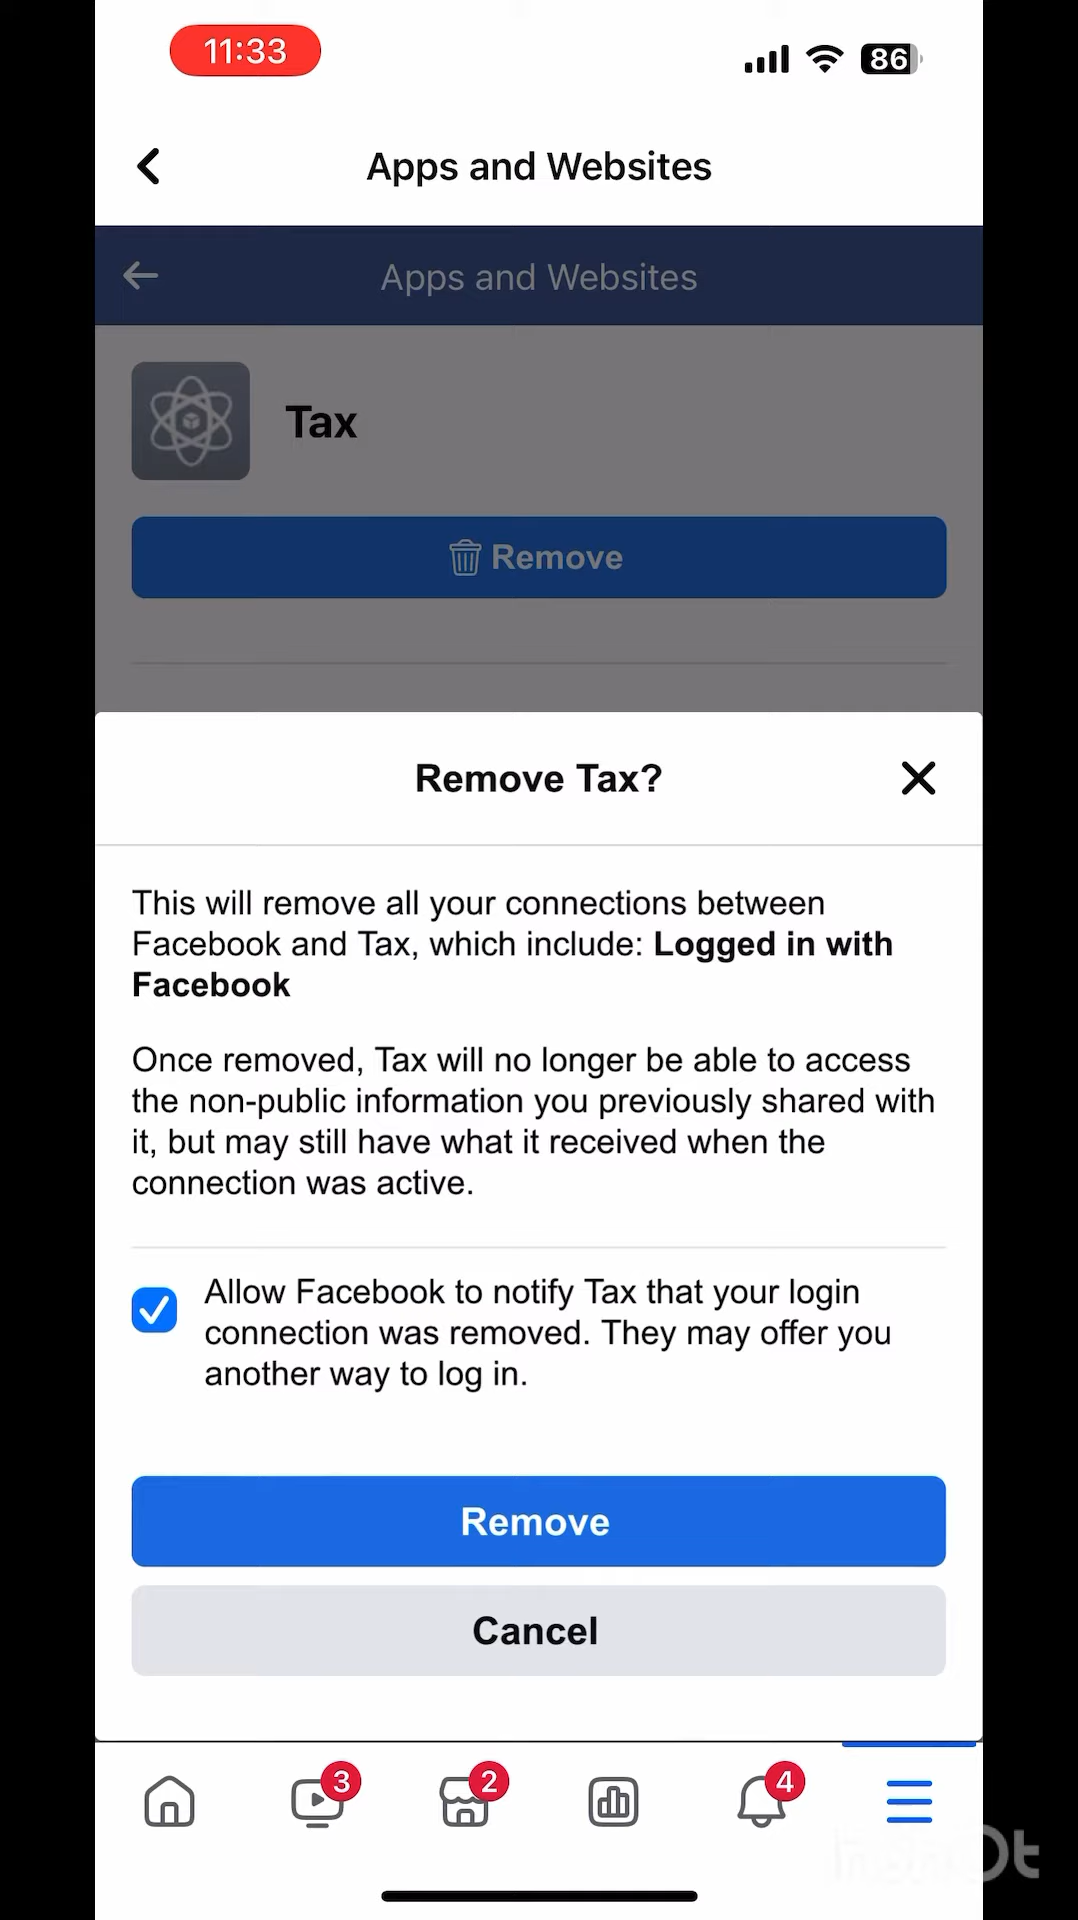 11:33
86
Apps and Websites
Apps and Websites
Tax
Remove
Remove Tax?
This will remove all your connections between
Facebook and Tax, which include: Logged in with
Facebook
Once removed, Tax will no longer be able to access
the non-public information you previously shared with
it, but may still have what it received when the
connection was active.
Allow Facebook to notify Tax that your login
connection was removed. They may offer you
another way to log in.
Remove
Cancel
3
2
4